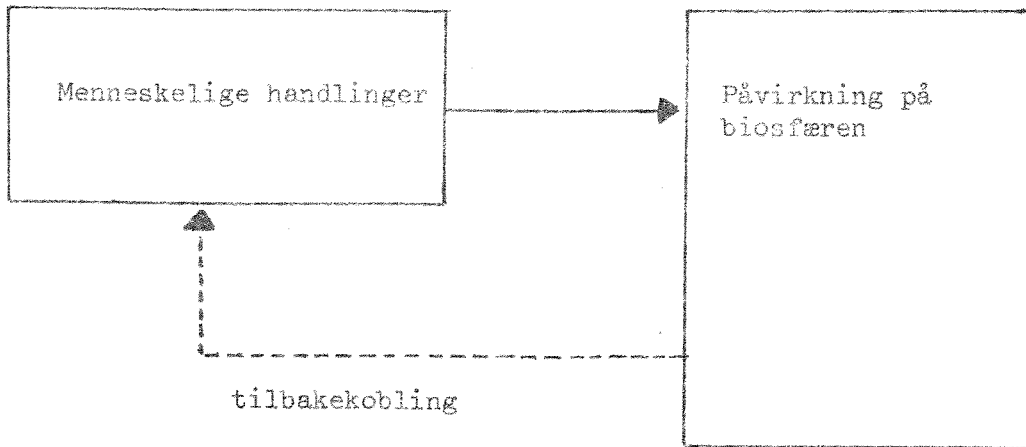 Menneskelige handlinger
Påvirkning på
biosfæren
tilbakekobling